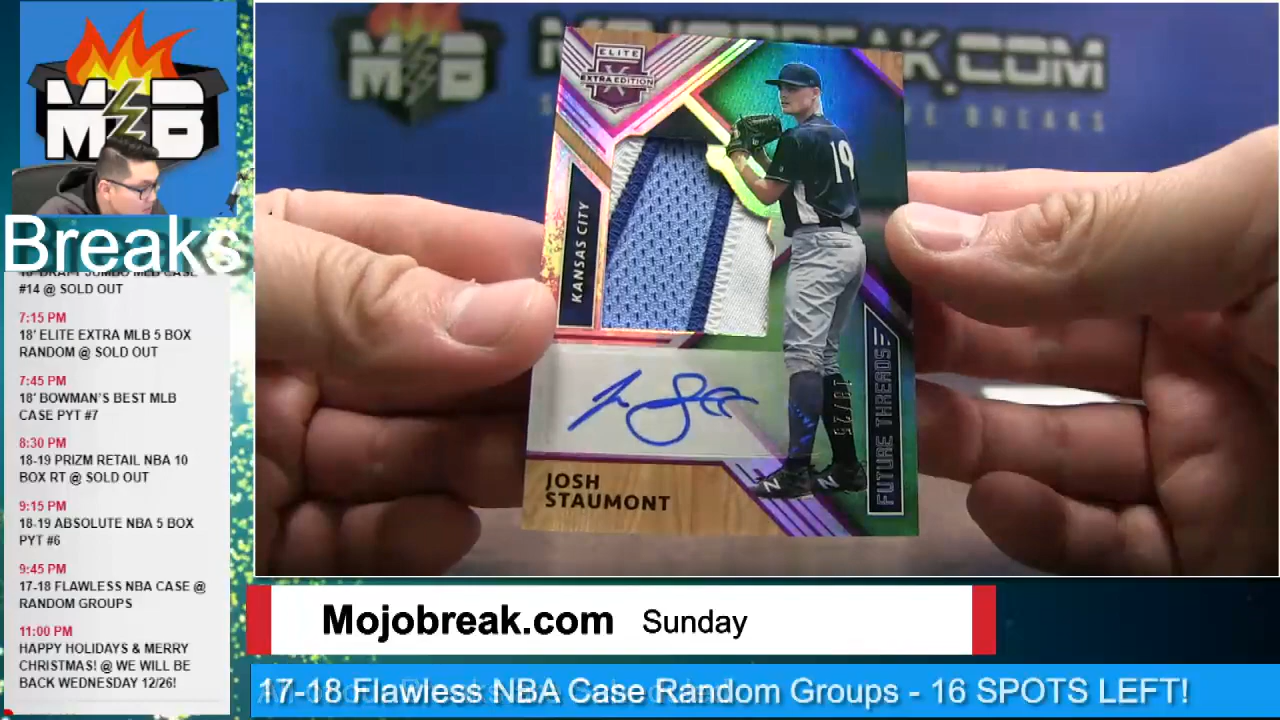 M B
Breaks
#14 @ SOLD OUT
7:15 PM
18' ELITE EXTRA MLB 5 BOX
RANDOM @ SOLD OUT
7:45 PM
18' BOWMAN'S BEST MLB
CASE PYT #7
8:30 PM
18-19 PRIZM RETAIL NBA 10
BOX RT @ SOLD OUT
9:15 PM
18-19 ABSOLUTE NBA 5 BOX
PYT #6
9:45 PM
17-18 FLAWLESS NBA CASE @
RANDOM GROUPS
11:00 PM
HAPPY HOLIDAYS & MERRY
CHRISTMAS! @ WE WILL BE
BACK WEDNESDAY 12/26!
M B
BREAK.COM
BREAKS
ELITE
X
EXTRA EDITION
19
KANSAS CITY
FUTURE THREADS
JOSH
STAUMONT
Mojobreak.com Sunday
17-18 Flawless NBA Case Random Groups - 16 SPOTS LEFT!